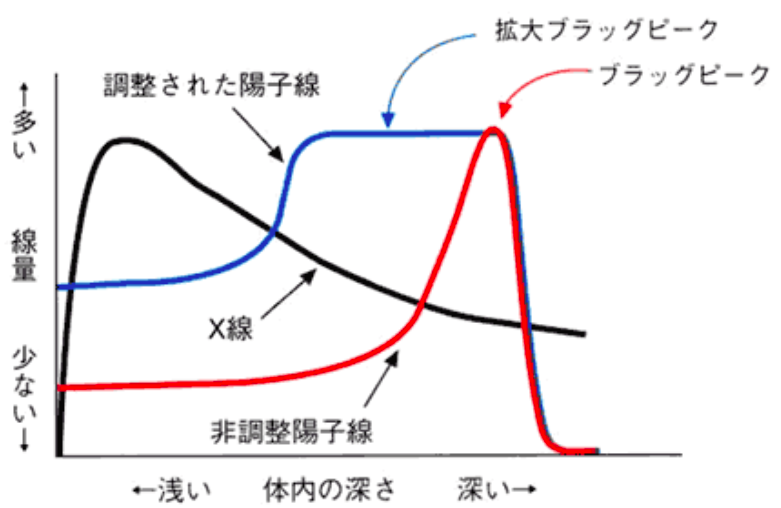 拡大ブラッグピーク
ブラッグピーク
調整された陽子線
←多い
線量
少ない→
X線
非調整陽子線
←浅い 体内の深さ 深い→